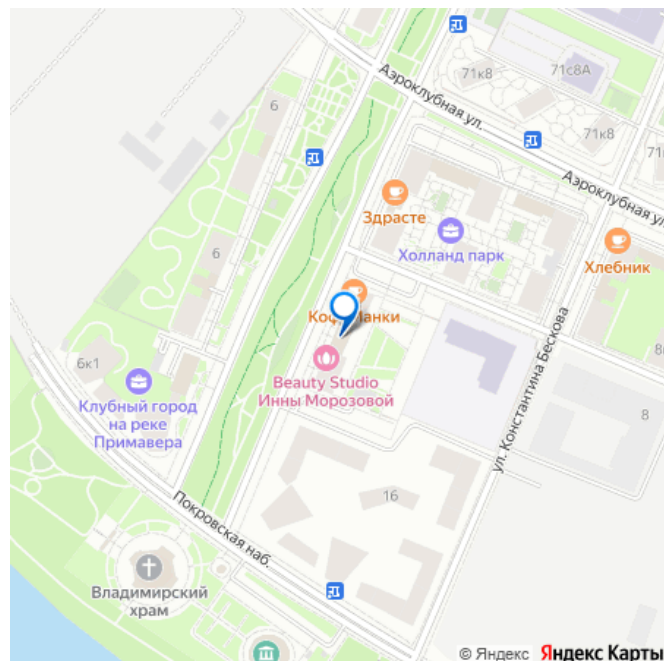 71к8
71с8А
Аэроклубная ул.
71к8
6
Аэроклубная ул.
Здрасте
Холланд парк
Хлебник
6
6к1
Клубный город
на реке
Примавера
Beauty Studio
Инны Морозовой
ул. Константина Бескова
8
16
Покровская наб.
Владимирский
храм
© Яндекс Яндекс Карты